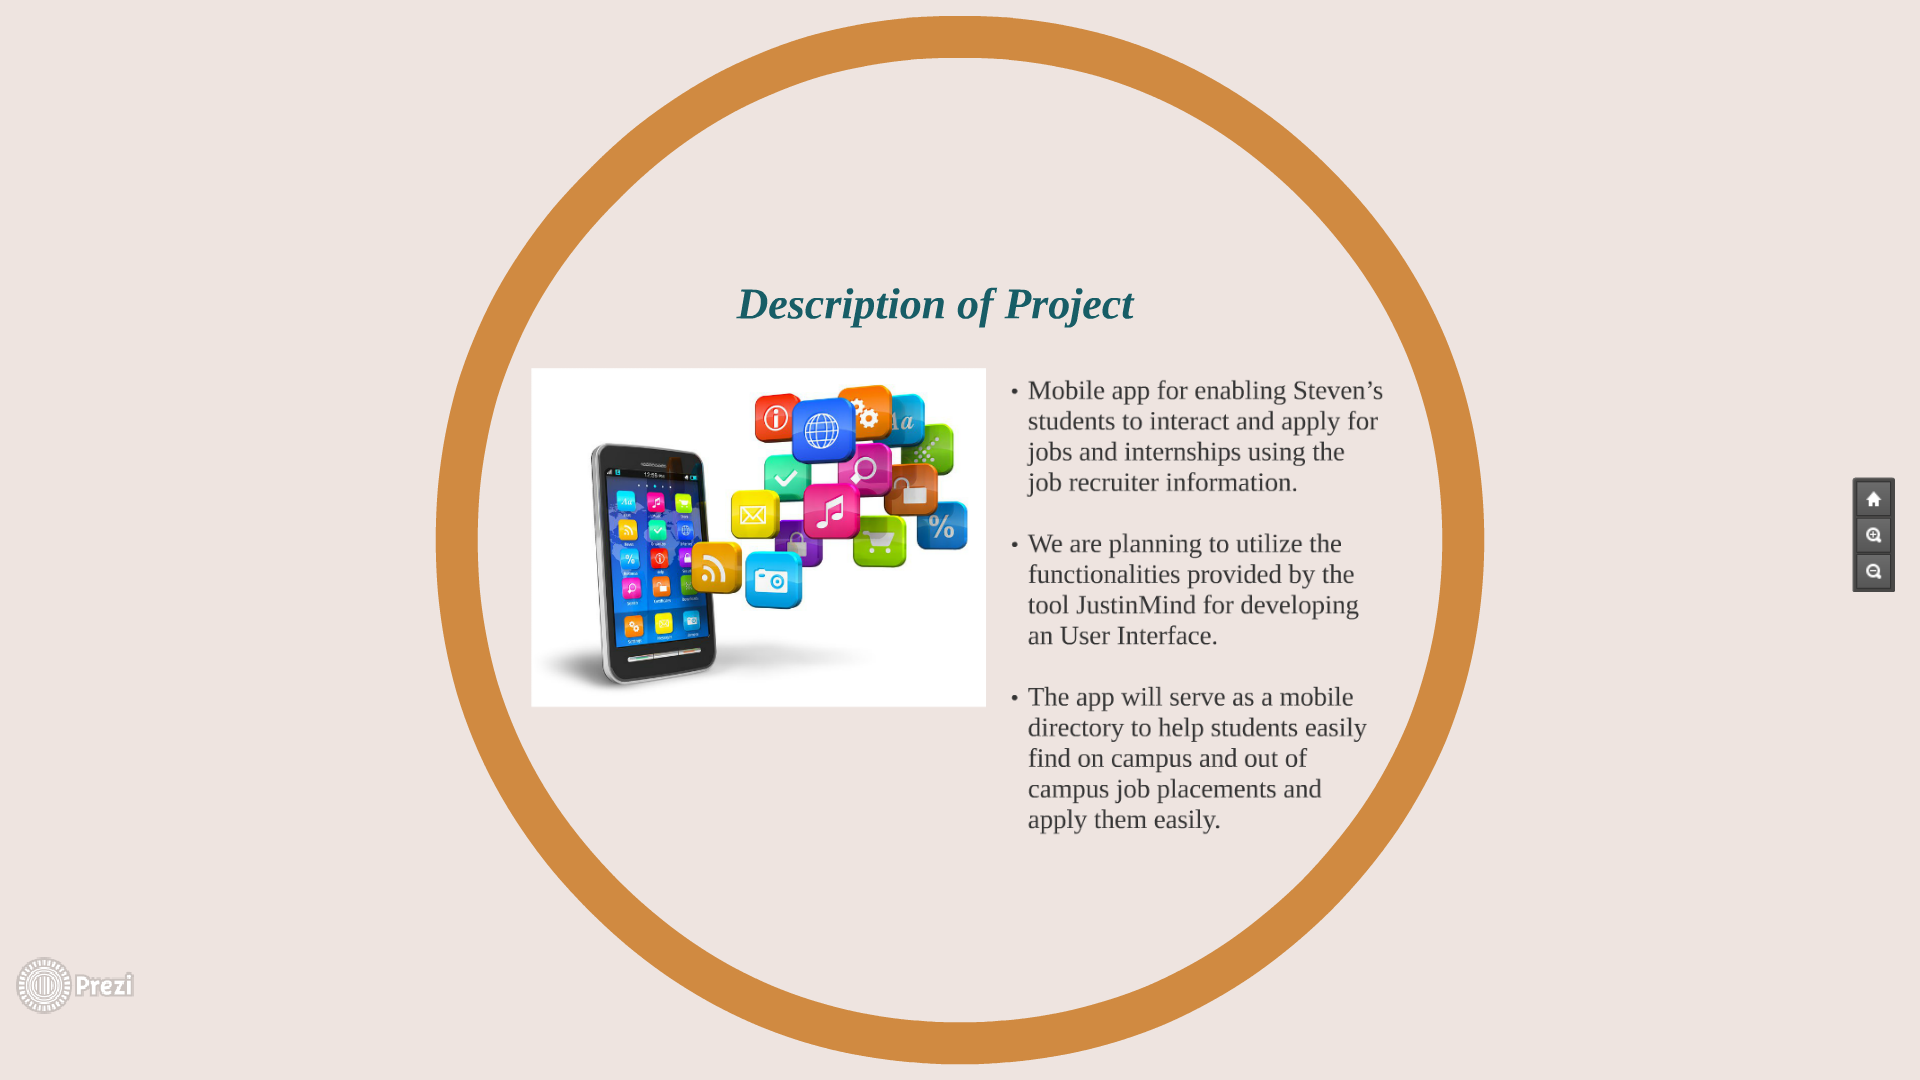 Description of Project
• Mobile app for enabling Steven’s
students to interact and apply for
jobs and internships using the
job recruiter information.
• We are planning to utilize the
functionalities provided by the
tool JustinMind for developing
an User Interface.
• The app will serve as a mobile
directory to help students easily
find on campus and out of
campus job placements and
apply them easily.
Aa
%
Prezi